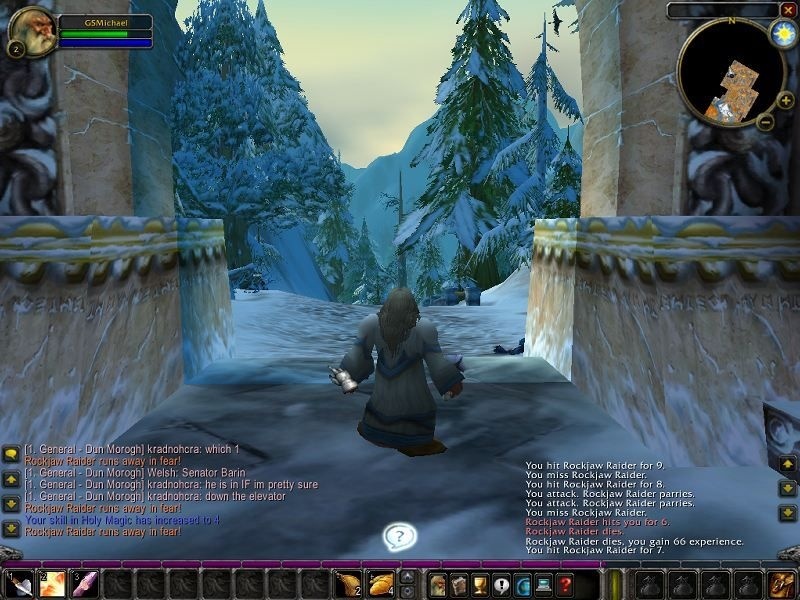 GSMichael
2
N
[1. General - Dun Morogh] kradnohcra: which 1
Rockjaw Raider runs away in fear!
[1. General - Dun Morogh] Welsh: Senator Barin
[1. General - Dun Morogh] kradnohcra: he is in IF im pretty sure
[1. General - Dun Morogh] kradnohcra: down the elevator
Rockjaw Raider runs away in fear!
Your skill in Holy Magic has increased to 4
Rockjaw Raider runs away in fear!
You hit Rockjaw Raider for 9.
You miss Rockjaw Raider.
You hit Rockjaw Raider for 8.
You attack. Rockjaw Raider parries.
You attack. Rockjaw Raider parries.
You miss Rockjaw Raider.
Rockjaw Raider hits you for 6.
Rockjaw Raider dies.
Rockjaw Raider dies, you gain 66 experience.
You hit Rockjaw Raider for 7.
?
1 2 3 2 4 ! ?